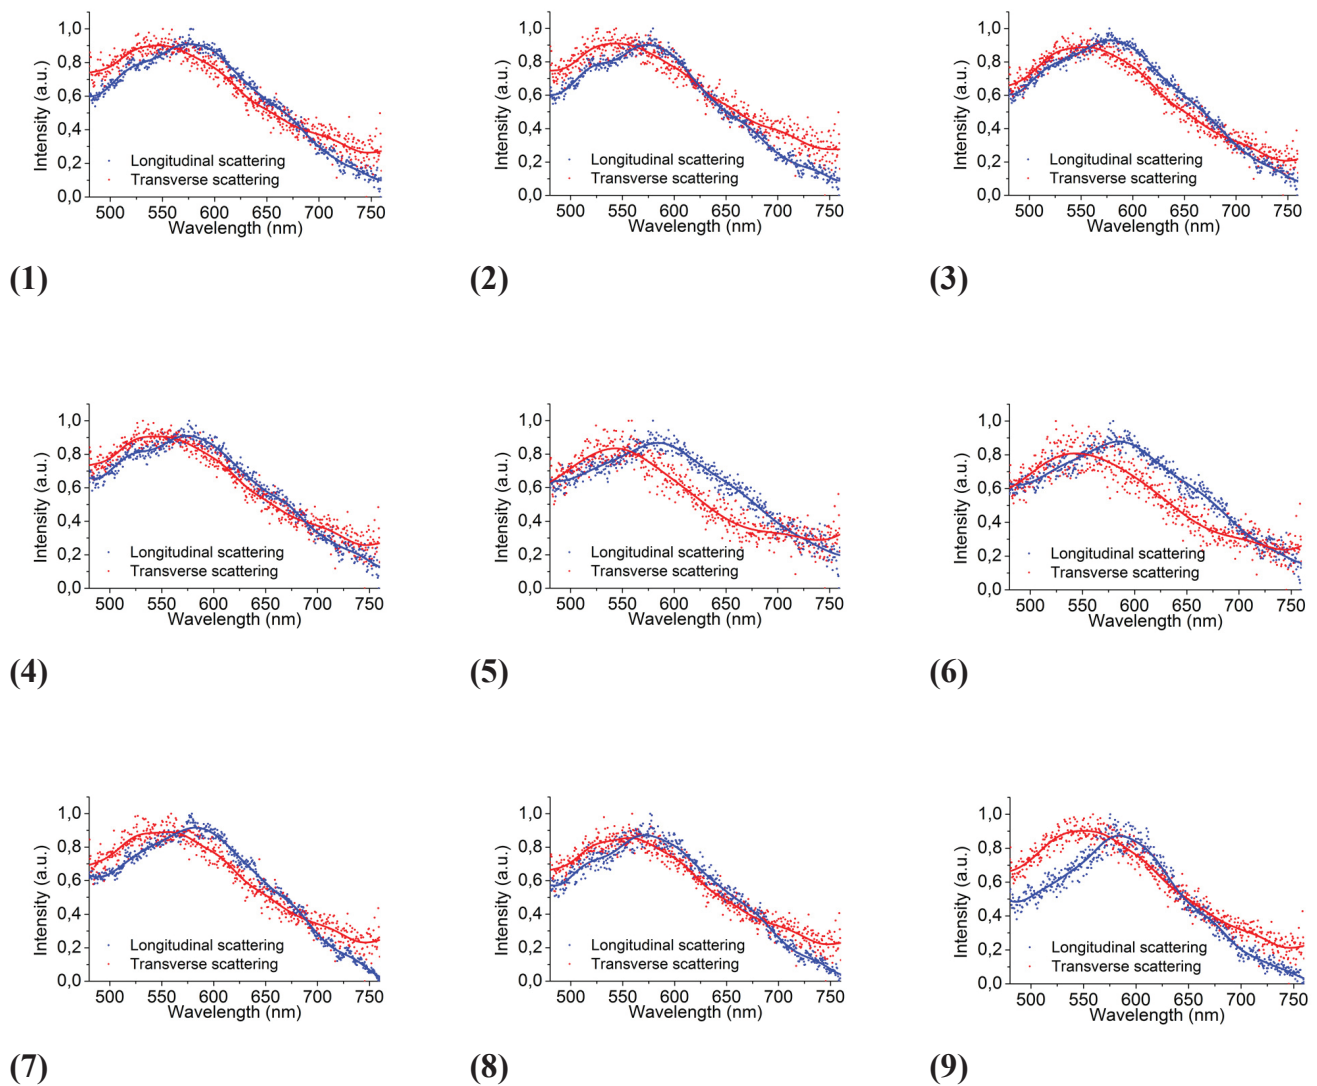 1,0
0,8
0,6
0,4
0,2
0,0
Intensity (a.u.)
Longitudinal scattering
Transverse scattering
500 550 600 650 700 750
Wavelength (nm)
(1)
1,0
0,8
0,6
0,4
0,2
0,0
Intensity (a.u.)
Longitudinal scattering
Transverse scattering
500 550 600 650 700 750
Wavelength (nm)
(2)
1,0
0,8
0,6
0,4
0,2
0,0
Intensity (a.u.)
Longitudinal scattering
Transverse scattering
500 550 600 650 700 750
Wavelength (nm)
(3)
1,0
0,8
0,6
0,4
0,2
0,0
Intensity (a.u.)
Longitudinal scattering
Transverse scattering
500 550 600 650 700 750
Wavelength (nm)
(4)
1,0
0,8
0,6
0,4
0,2
0,0
Intensity (a.u.)
Longitudinal scattering
Transverse scattering
500 550 600 650 700 750
Wavelength (nm)
(5)
1,0
0,8
0,6
0,4
0,2
0,0
Intensity (a.u.)
Longitudinal scattering
Transverse scattering
500 550 600 650 700 750
Wavelength (nm)
(6)
1,0
0,8
0,6
0,4
0,2
0,0
Intensity (a.u.)
Longitudinal scattering
Transverse scattering
500 550 600 650 700 750
Wavelength (nm)
(7)
1,0
0,8
0,6
0,4
0,2
0,0
Intensity (a.u.)
Longitudinal scattering
Transverse scattering
500 550 600 650 700 750
Wavelength (nm)
(8)
1,0
0,8
0,6
0,4
0,2
0,0
Intensity (a.u.)
Longitudinal scattering
Transverse scattering
500 550 600 650 700 750
Wavelength (nm)
(9)